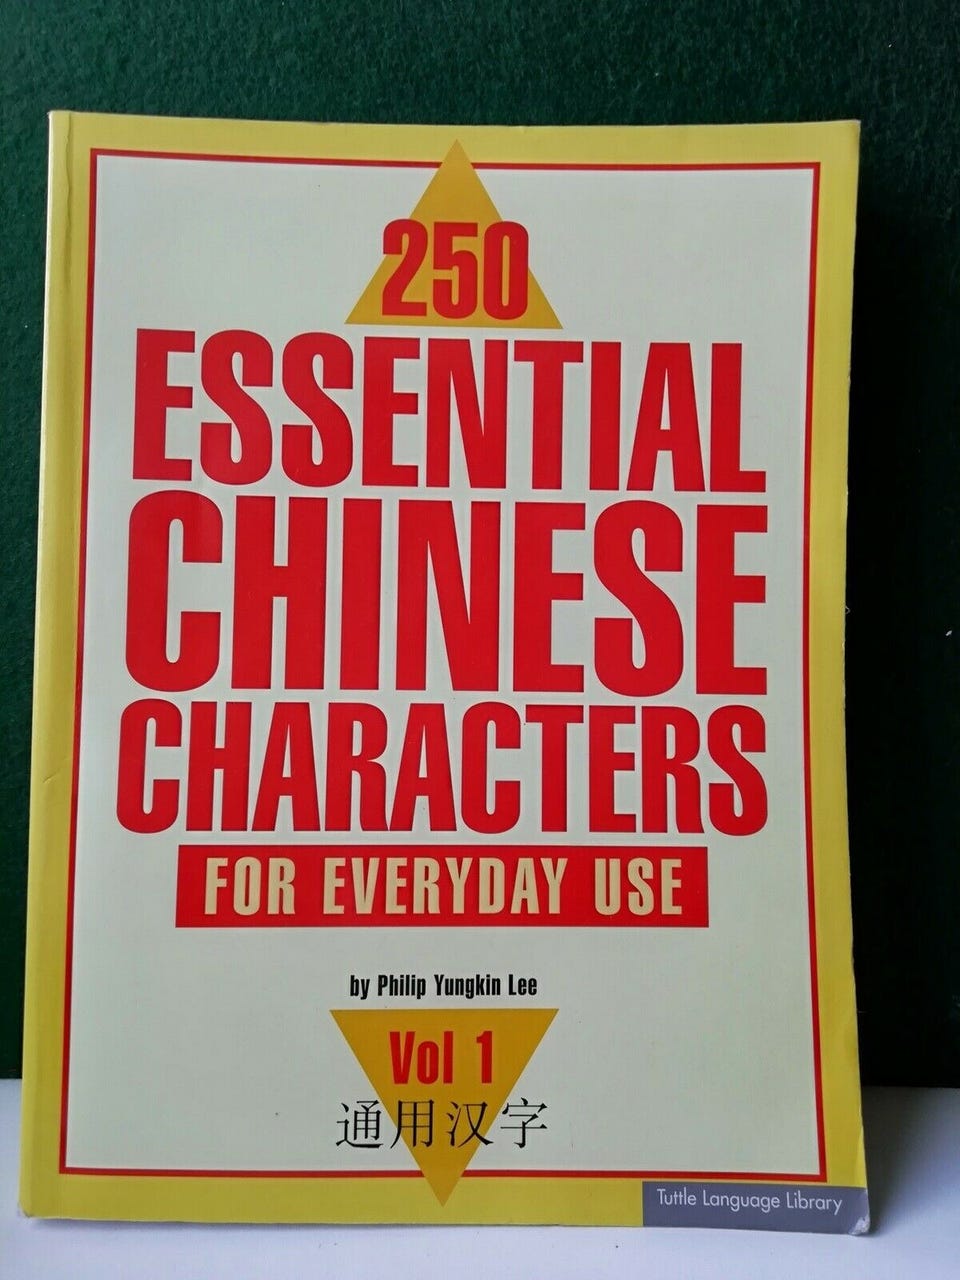 250
ESSENTIAL
CHINESE
CHARACTERS
FOR EVERYDAY USE
by Philip Yungkin Lee
Vol 1
通用汉字
Tuttle Language Library